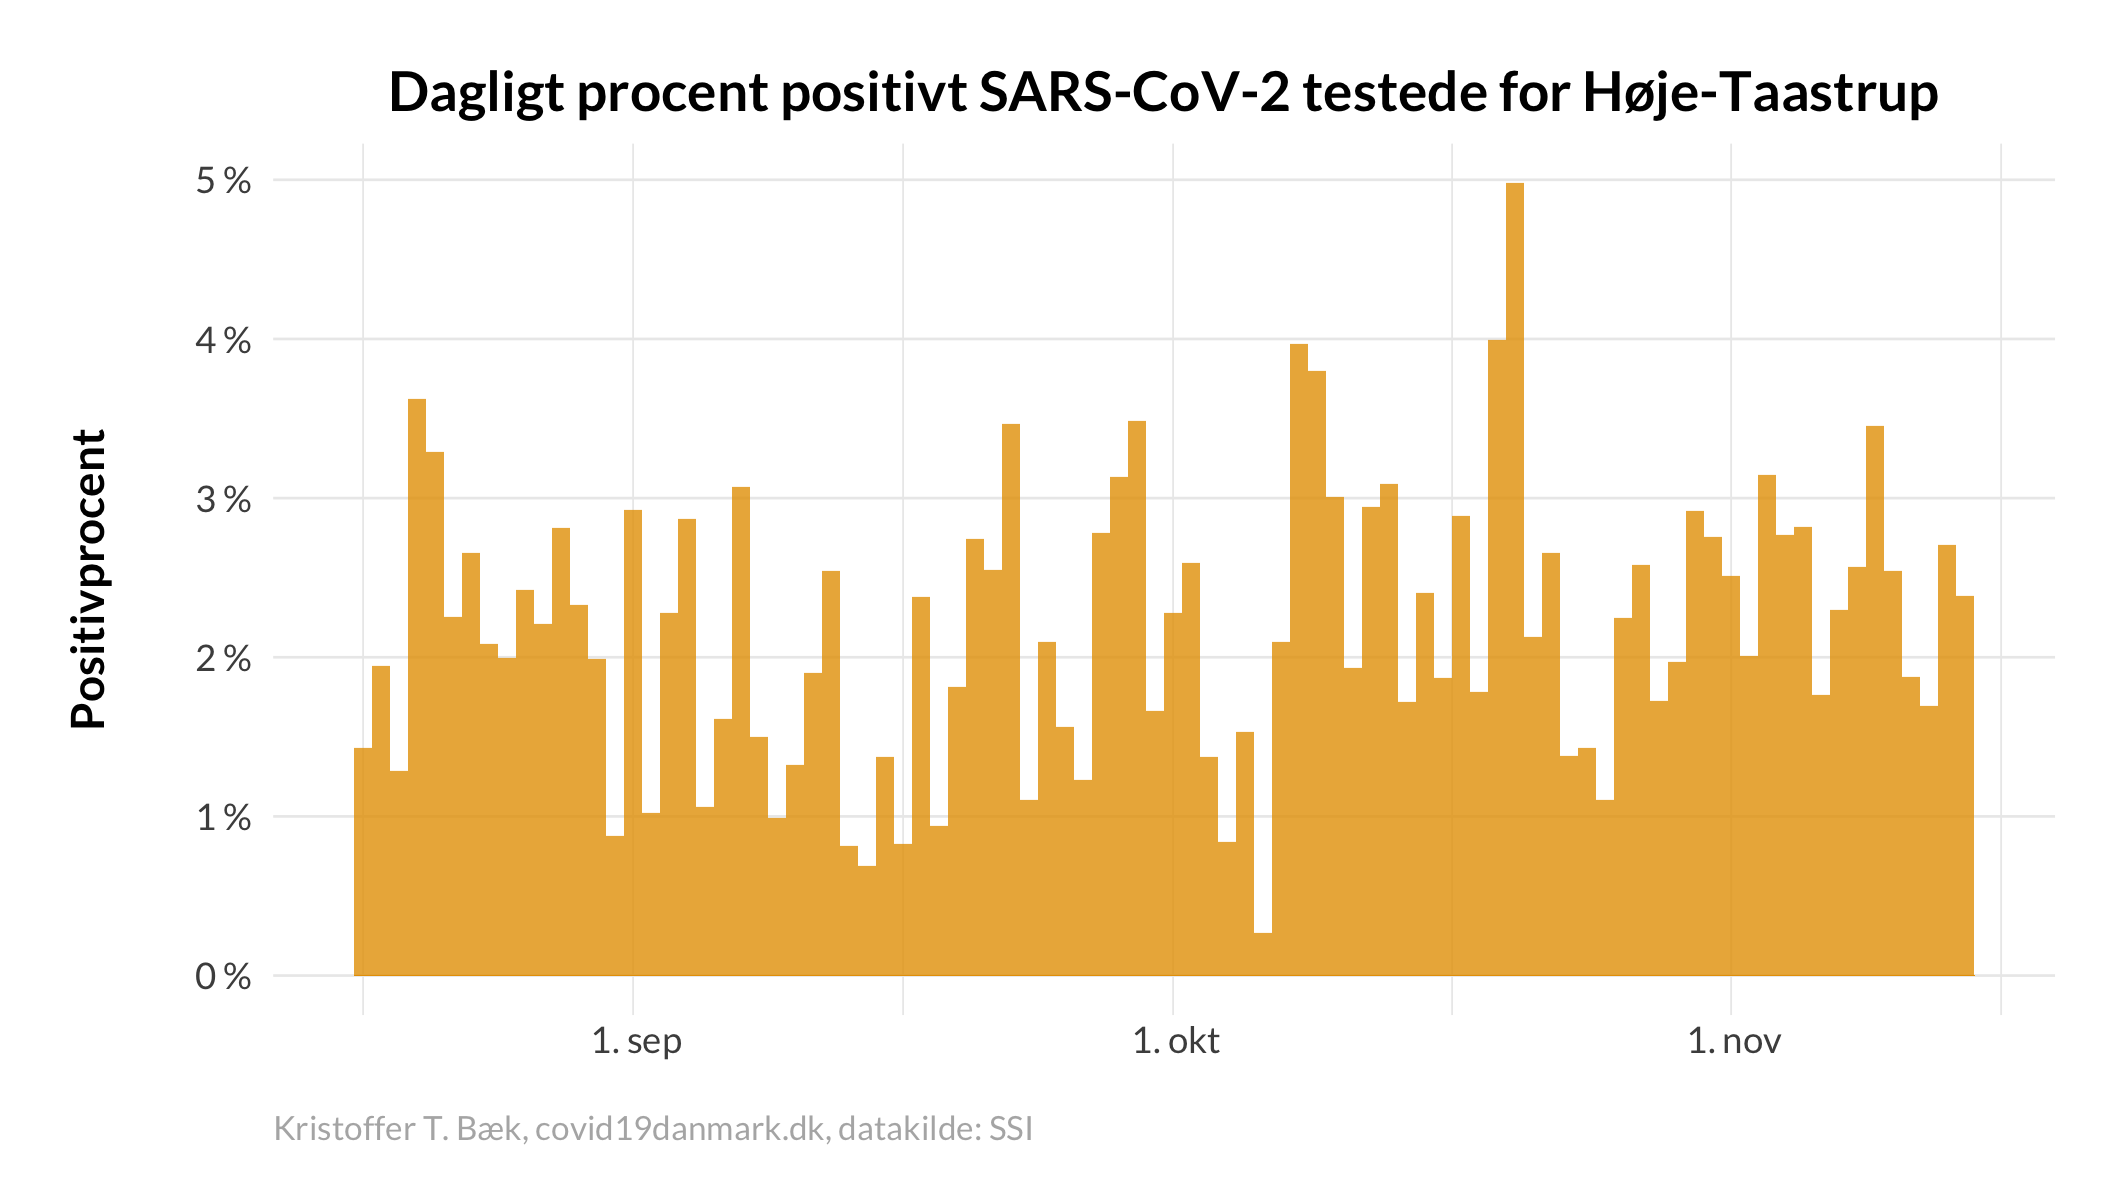 Dagligt procent positivt SARS-CoV-2 testede for Høje-Taastrup
Positivprocent
5 %
4 %
3 %
2 %
1 %
0 %
1. sep
1. okt
1. nov
Kristoffer T. Bæk, covid19danmark.dk, datakilde: SSI